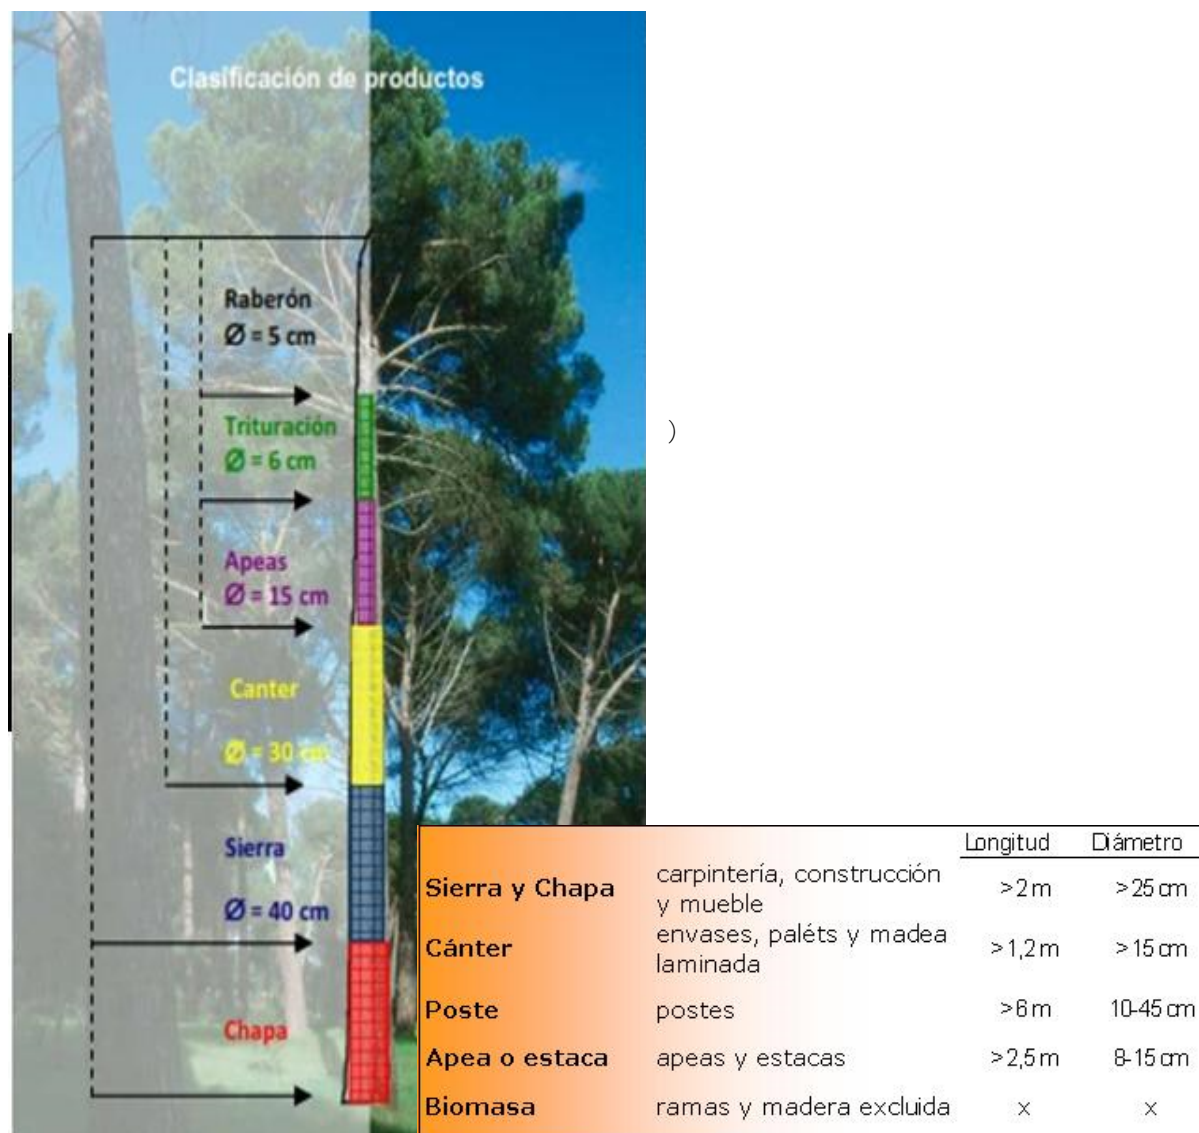 Clasificación de productos
Raberón
Ø = 5 cm
Trituración
Ø = 6 cm
)
Apeas
Ø = 15 cm
Canter
Ø = 30 cm
Sierra
Ø = 40 cm
Chapa
Longitud Diámetro
Sierra y Chapa carpintería, construcción y mueble >2 m >25 cm
Cánter envases, paléts y madea laminada >1,2 m >15 cm
Poste postes >6 m 10-45 cm
Apea o estaca apeas y estacas >2,5 m 8-15 cm
Biomasa ramas y madera excluida x x